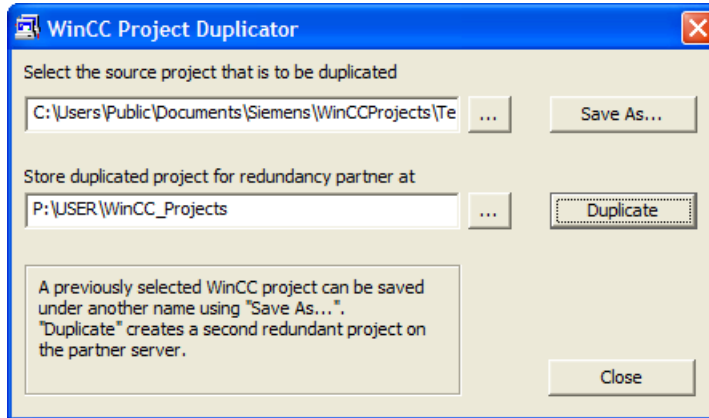 WinCC Project Duplicator
Select the source project that is to be duplicated
C:\Users\Public\Documents\Siemens\WinCCProjects\Te
...
Save As...
Store duplicated project for redundancy partner at
P:\USER\WinCC_Projects
...
Duplicate
A previously selected WinCC project can be saved
under another name using "Save As...".
"Duplicate" creates a second redundant project on
the partner server.
Close